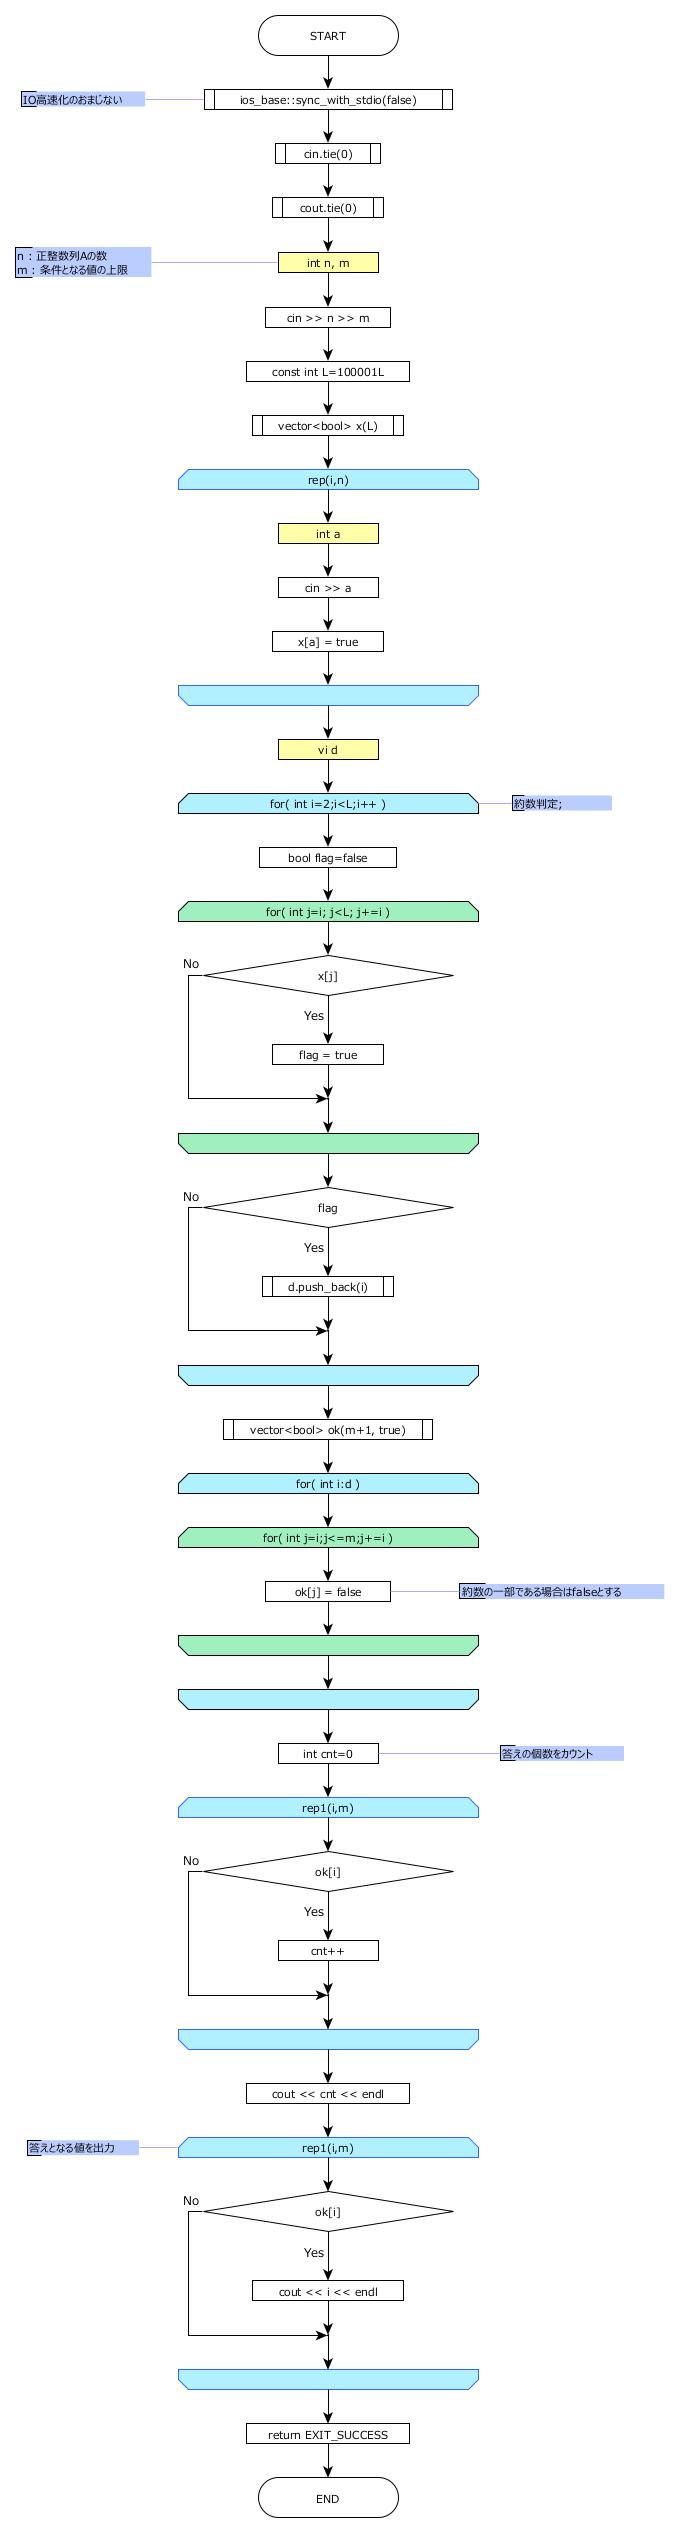 START
IO高速化のおまじない
ios_base::sync_with_stdio(false)
cin.tie(0)
cout.tie(0)
n : 正整数列Aの数
m : 条件となる値の上限
int n, m
cin >> n >> m
const int L=100001L
vector<bool> x(L)
rep(i,n)
int a
cin >> a
x[a] = true
vi d
for( int i=2;i<L;i++ )
約数判定;
bool flag=false
for( int j=i; j<L; j+=i )
No
x[j]
Yes
flag = true
No
flag
Yes
d.push_back(i)
vector<bool> ok(m+1, true)
for( int i:d )
for( int j=i;j<=m;j+=i )
ok[j] = false
約数の一部である場合はfalseとする
int cnt=0
答えの個数をカウント
rep1(i,m)
No
ok[i]
Yes
cnt++
cout << cnt << endl
答えとなる値を出力
rep1(i,m)
No
ok[i]
Yes
cout << i << endl
return EXIT_SUCCESS
END